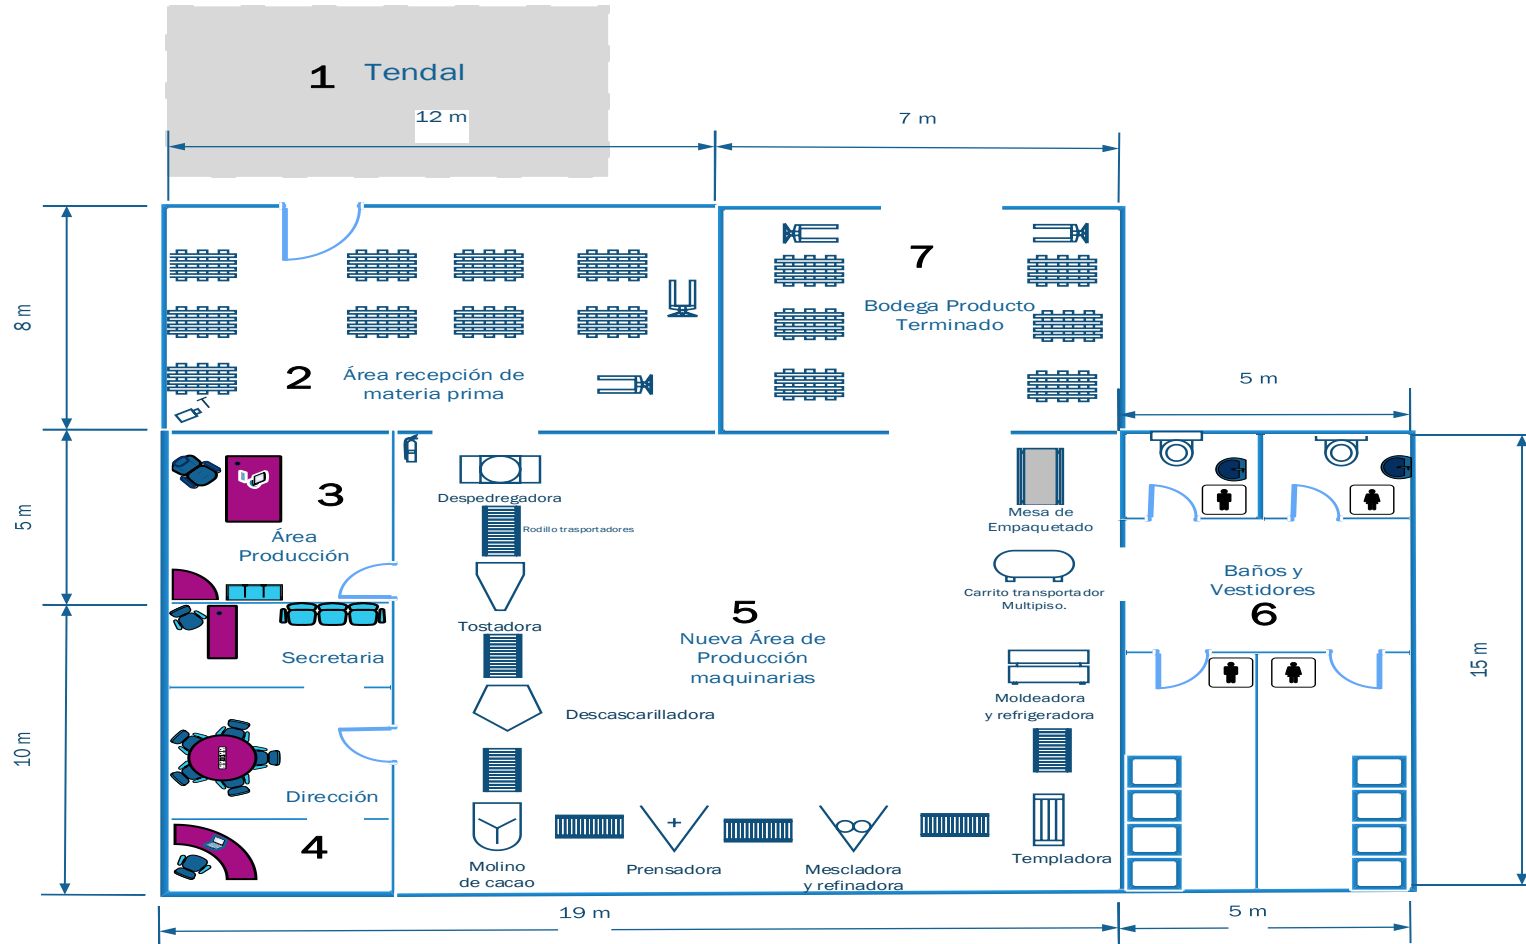 1 Tendal
12 m
7 m
8 m
7
Bodega Producto
Terminado
2 Área recepción de
materia prima
5 m
5 m
3
Área
Producción
Despedregadora
Rodillo trasportadores
Mesa de
Empaquetado
Carrito transportador
Multipiso.
Baños y
Vestidores
6
Tostadora
5
Nueva Área de
Producción
maquinarias
Secretaria
15 m
Moldeadora
y refrigeradora
Descascarilladora
10 m
Dirección
4
Molino
de cacao
Prensadora
Mescladora
y refinadora
Templadora
19 m
5 m